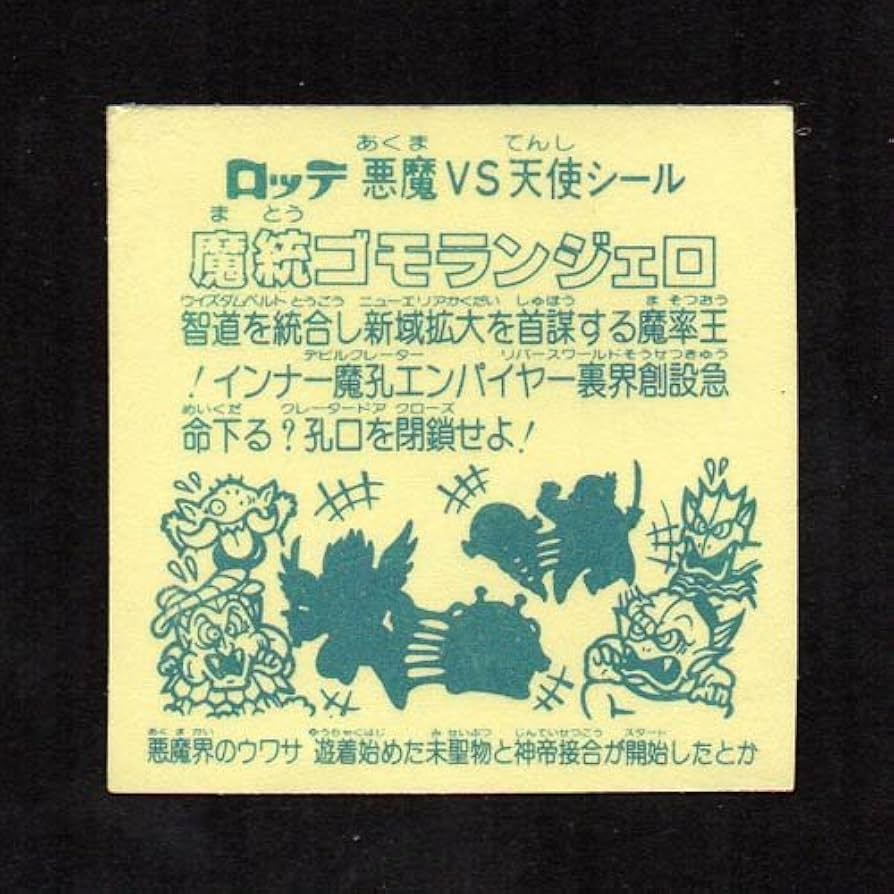 あくま てんし
ロッテ 悪魔VS天使シール
ま とう
魔統ゴモランジェロ
ウイズダムベルト とうごう ニューエリアかくだい しゅぼう ま そつおう
智道を統合し新域拡大を首謀する魔率王
デビルクレーター リバースワールドそうせつきゅう
！インナー魔孔エンパイヤー裏界創設急
めいくだ クレータードア クローズ
命下る？孔口を閉鎖せよ！
あく ま かい ゆうちゃくはじ み せいぶつ じんていせつごう スタート
悪魔界のウワサ 遊着始めた未聖物と神帝接合が開始したとか